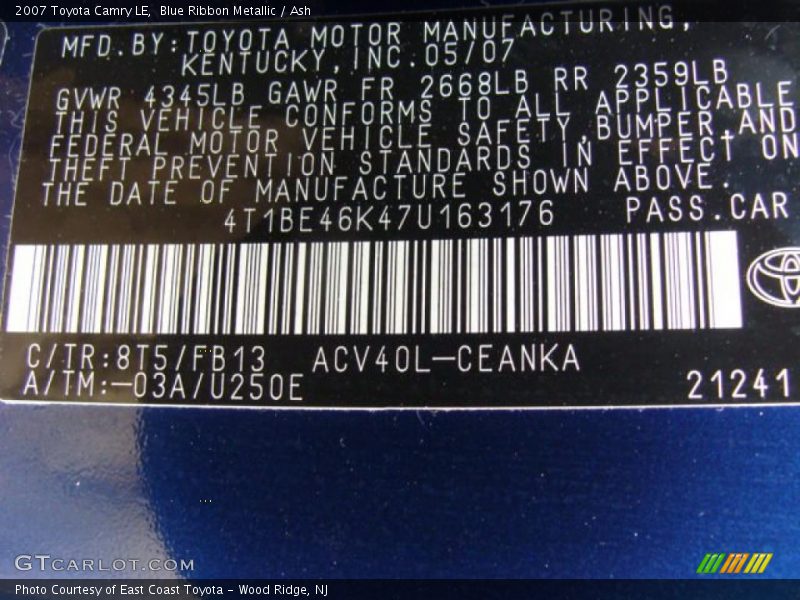 2007 Toyota Camry LE, Blue Ribbon Metallic / Ash
MFD.BY:TOYOTA MOTOR MANUFACTURING,
KENTUCKY,INC.05/07
GVWR 4345LB GAWR FR 2668LB RR 2359LB
THIS VEHICLE CONFORMS TO ALL APPLICABLE
FEDERAL MOTOR VEHICLE SAFETY,BUMPER,AND
THEFT PREVENTION STANDARDS IN EFFECT ON
THE DATE OF MANUFACTURE SHOWN ABOVE.
4T1BE46K47U163176 PASS.CAR
C/TR:8T5/FB13 ACV40L-CEANKA
A/TM:-03A/U250E 21241
GTCARLOT.COM
Photo Courtesy of East Coast Toyota - Wood Ridge, NJ